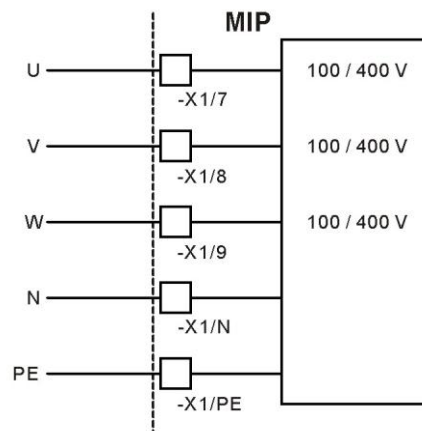 MIP
U
100 / 400 V
-X1/7
V
100 / 400 V
-X1/8
W
100 / 400 V
-X1/9
N
-X1/N
PE
-X1/PE